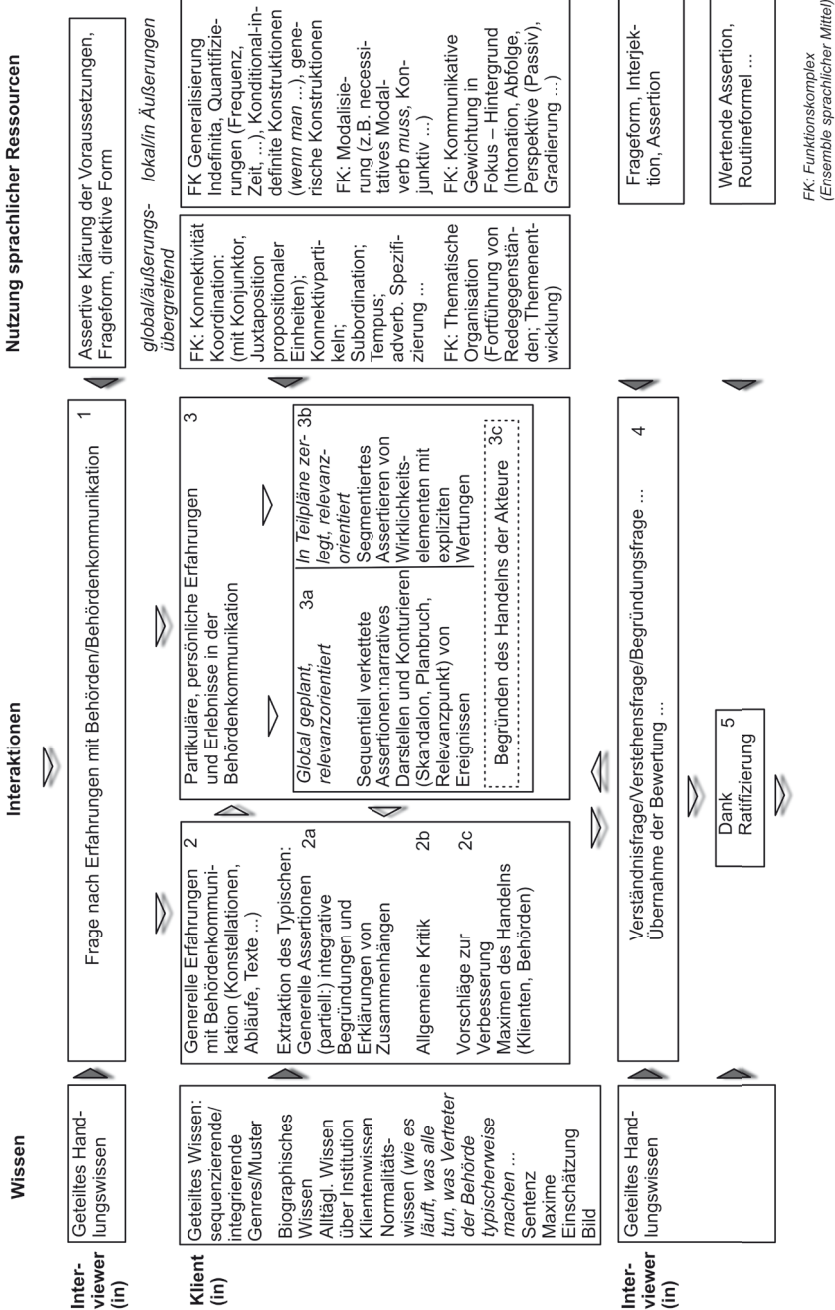 Wissen
Interaktionen
Nutzung sprachlicher Ressourcen
Inter-
viewer
(in)
Geteiltes Hand-
lungswissen
Frage nach Erfahrungen mit Behörden/Behördenkommunikation
1
Assertive Klärung der Voraussetzungen,
Frageform, direktive Form
global/äußerungs-
übergreifend
lokal/in Äußerungen
Klient
(in)
Geteiltes Wissen:
sequenzierende/
integrierende
Genres/Muster
Biographisches
Wissen
Alltägl. Wissen
über Institution
Klientenwissen
Normalitäts-
wissen (wie es
läuft, was alle
tun, was Vertreter
der Behörde
typischerweise
machen ...
Sentenz
Maxime
Einschätzung
Bild
Generelle Erfahrungen 2
mit Behördenkommuni-
kation (Konstellationen,
Abläufe, Texte ...)
Extraktion des Typischen:
Generelle Assertionen 2a
(partiell:) integrative
Begründungen und
Erklärungen von
Zusammenhängen
Allgemeine Kritik 2b
Vorschläge zur 2c
Verbesserung
Maximen des Handelns
(Klienten, Behörden)
Partikuläre, persönliche Erfahrungen 3
und Erlebnisse in der
Behördenkommunikation
Global geplant, 3a
relevanzorientiert
Sequentiell verkettete
Assertionen:narratives
Darstellen und Konturieren
(Skandalon, Planbruch,
Relevanzpunkt) von
Ereignissen
In Teilpläne zer- 3b
legt, relevanz-
orientiert
Segmentiertes
Assertieren von
Wirklichkeits-
elementen mit
expliziten
Wertungen
Begründen des Handelns der Akteure 3c
FK: Konnektivität
Koordination:
(mit Konjunktor,
Juxtaposition
propositionaler
Einheiten);
Konnektivparti-
keln;
Subordination;
Tempus;
adverb. Spezifi-
zierung ...
FK: Thematische
Organisation
(Fortführung von
Redegegenstän-
den; Themenent-
wicklung)
FK Generalisierung
Indefinita, Quantifizie-
rungen (Frequenz,
Zeit, ...), Konditional-in-
definite Konstruktionen
(wenn man ...), gene-
rische Konstruktionen
FK: Modalisie-
rung (z.B. necessi-
tatives Modal-
verb muss, Kon-
junktiv ...)
FK: Kommunikative
Gewichtung in
Fokus – Hintergrund
(Intonation, Abfolge,
Perspektive (Passiv),
Gradierung ...)
Inter-
viewer
(in)
Geteiltes Hand-
lungswissen
Verständnisfrage/Verstehensfrage/Begründungsfrage ... 4
Übernahme der Bewertung ...
Frageform, Interjek-
tion, Assertion
Dank 5
Ratifizierung
Wertende Assertion,
Routineformel ...
FK: Funktionskomplex
(Ensemble sprachlicher Mittel)